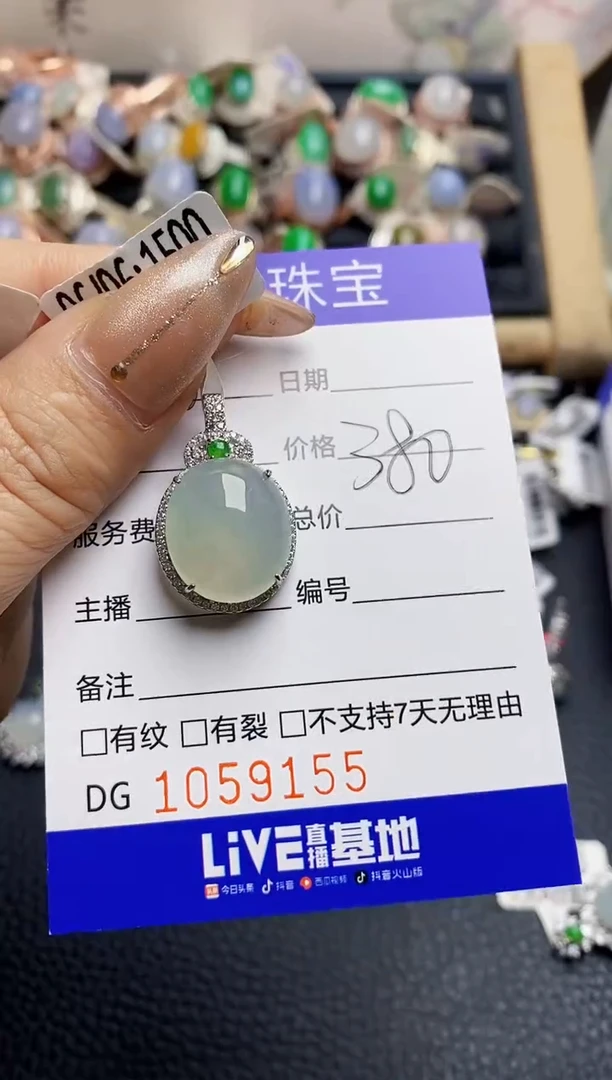 珠宝
日期
价格 380
服务费
总价
主播
编号
备注
□有纹 □有裂 □不支持7天无理由
DG 1059155
LiVE直播基地
今日头条 抖音 西瓜视频 抖音火山版